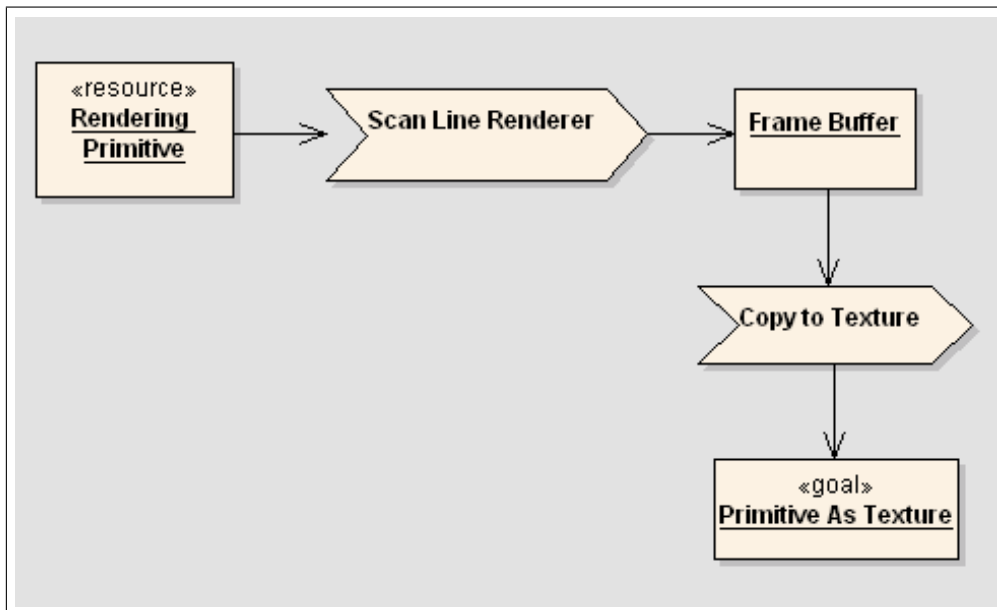 «resource»
Rendering
Primitive
Scan Line Renderer
Frame Buffer
Copy to Texture
«goal»
Primitive As Texture